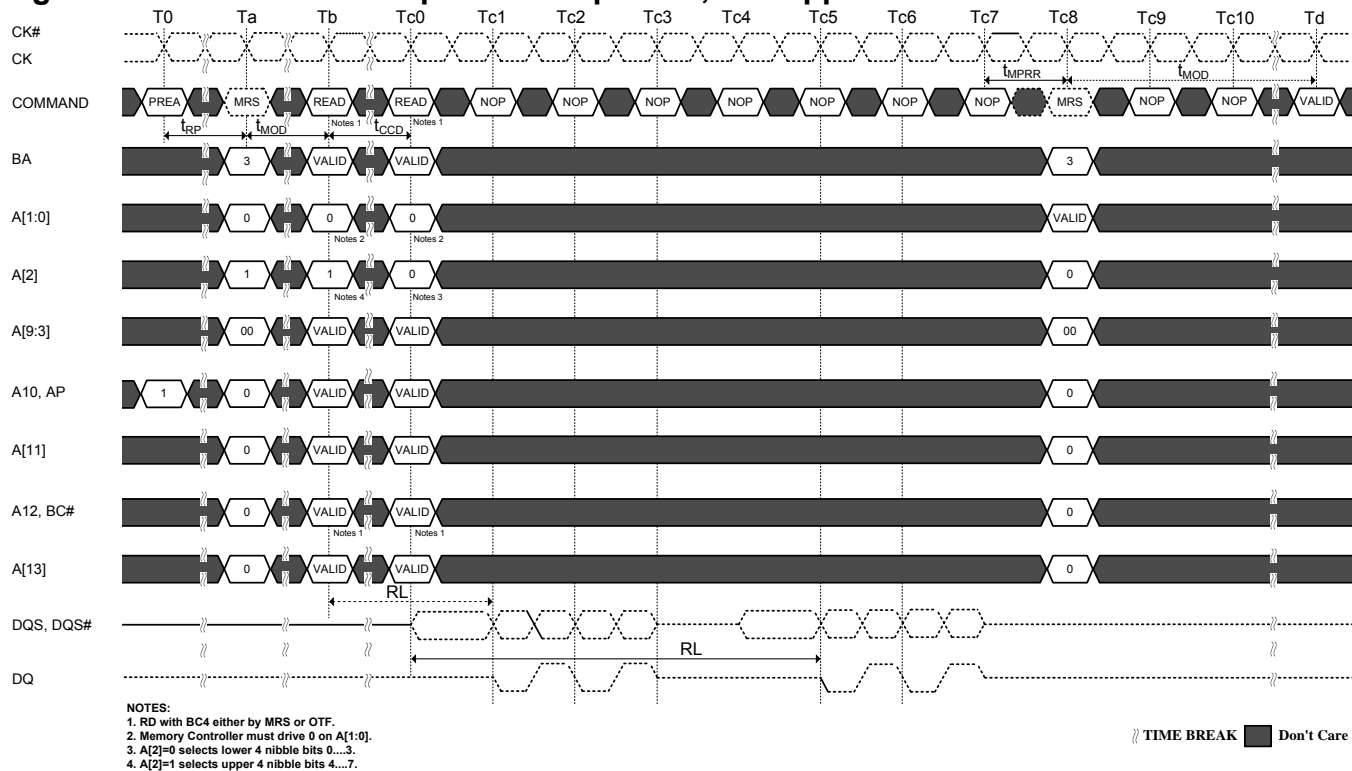 T0 Ta Tb Tc0 Tc1 Tc2 Tc3 Tc4 Tc5 Tc6 Tc7 Tc8 Tc9 Tc10 Td
CK#
CK
tMPRR tMOD
COMMAND PREA MRS READ READ NOP NOP NOP NOP NOP NOP NOP MRS NOP NOP VALID
Notes 1 Notes 1
tRP tMOD tCCD
BA 3 VALID VALID 3
A[1:0] 0 0 0 VALID
Notes 2 Notes 2
A[2] 1 1 0 0
Notes 4 Notes 3
A[9:3] 00 VALID VALID 00
A10, AP 1 0 VALID VALID 0
A[11] 0 VALID VALID 0
A12, BC# 0 VALID VALID 0
Notes 1 Notes 1
A[13] 0 VALID VALID 0
RL
DQS, DQS#
RL
DQ
NOTES:
1. RD with BC4 either by MRS or OTF.
2. Memory Controller must drive 0 on A[1:0].
3. A[2]=0 selects lower 4 nibble bits 0....3.
4. A[2]=1 selects upper 4 nibble bits 4....7.
TIME BREAK Don't Care